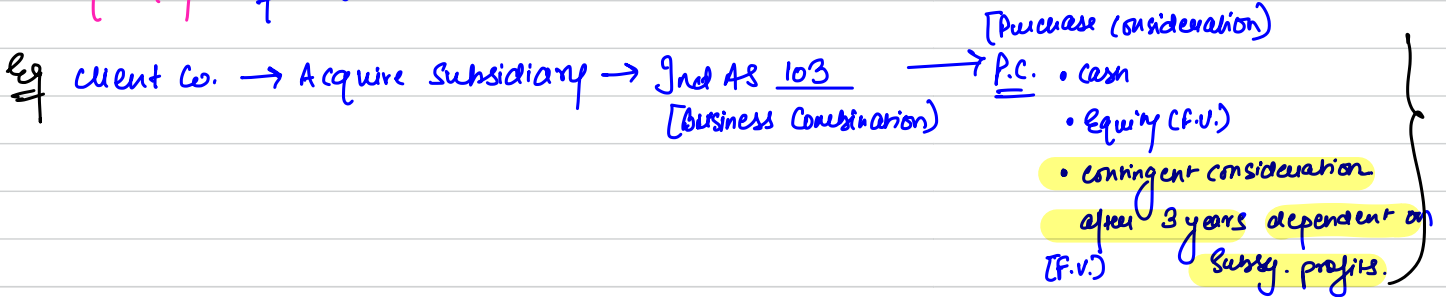 [Purchase Consideration)
Eg Client Co. → Acquire Subsidiary → Ind AS 103 → P.C. • cash
[Business Combination) • Equity (F.V.)
• contingent consideration
after 3 years dependent on
[F.V.) Subsq. profits.